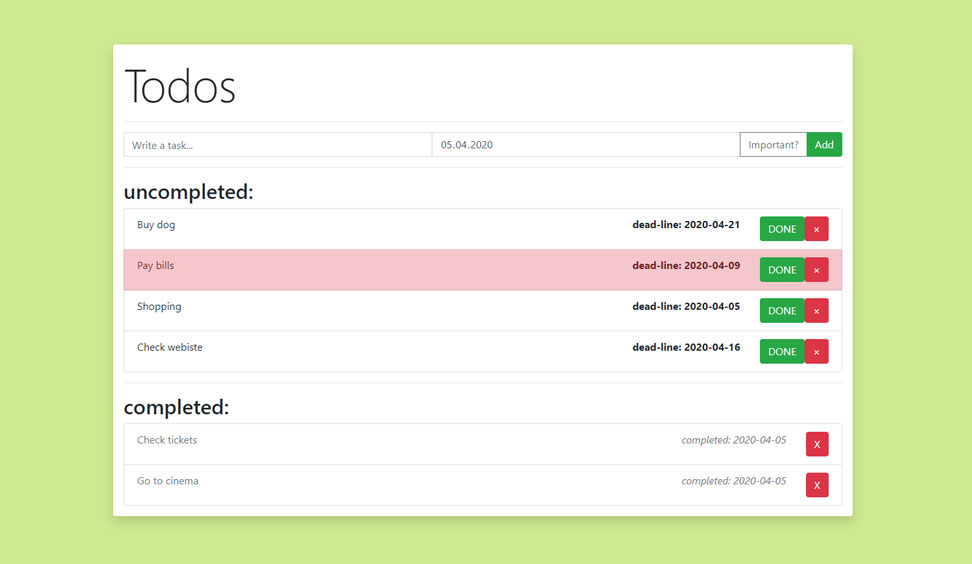 Todos
Write a task... 05.04.2020 Important? Add
uncompleted:
Buy dog dead-line: 2020-04-21 DONE ×
Pay bills dead-line: 2020-04-09 DONE ×
Shopping dead-line: 2020-04-05 DONE ×
Check webiste dead-line: 2020-04-16 DONE ×
completed:
Check tickets completed: 2020-04-05 X
Go to cinema completed: 2020-04-05 X